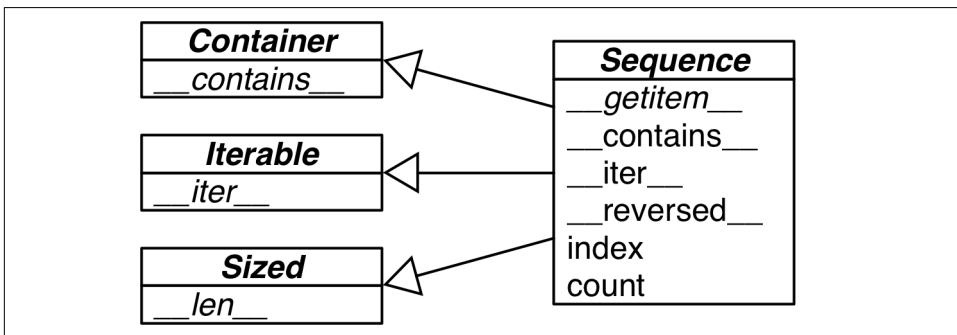 Container
__contains__
Iterable
__iter__
Sized
__len__
Sequence
__getitem__
__contains__
__iter__
__reversed__
index
count